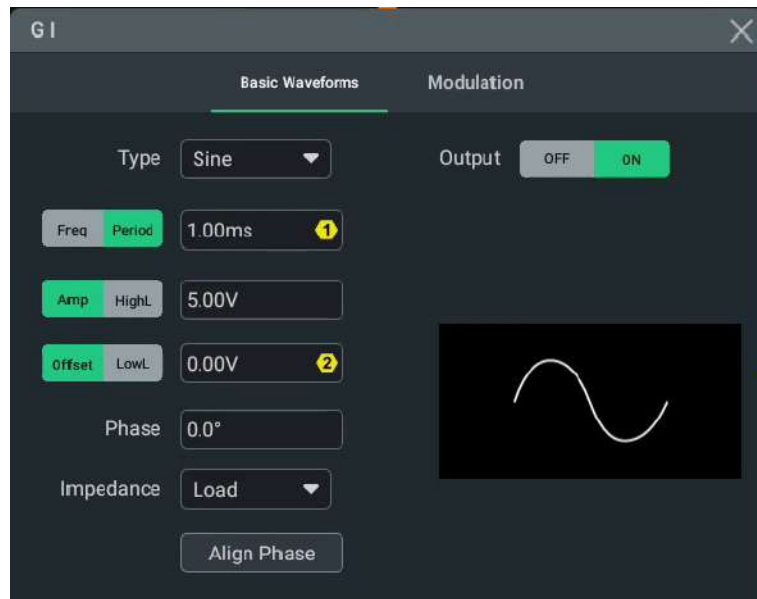 G I
Basic Waveforms Modulation
Type Sine Output OFF ON
Freq Period 1.00ms 1
Amp HighL 5.00V
Offset LowL 0.00V 2
Phase 0.0°
Impedance Load
Align Phase